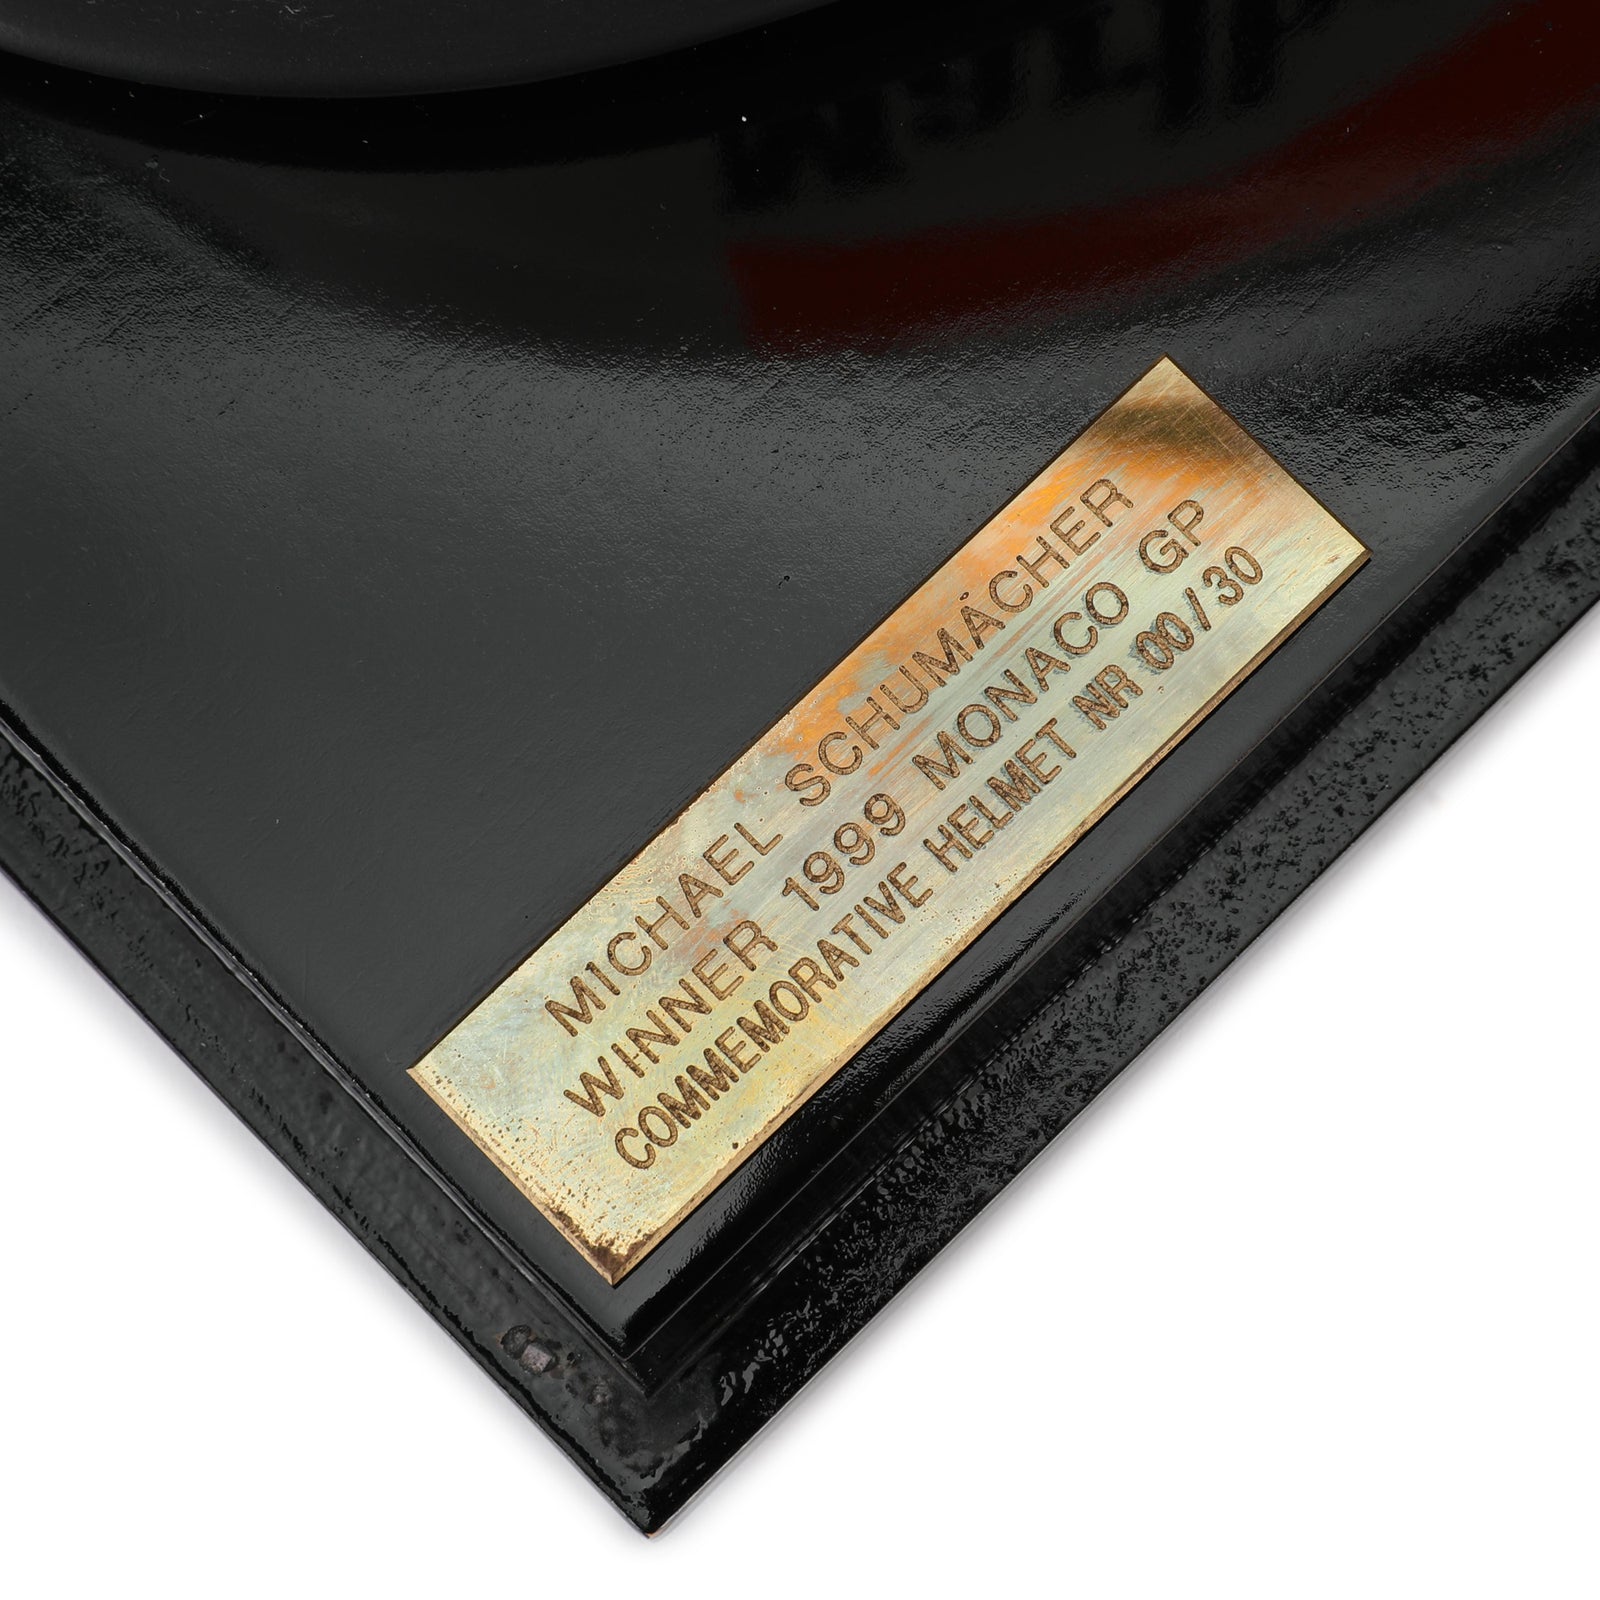 MICHAEL SCHUMACHER
WINNER 1999 MONACO GP
COMMEMORATIVE HELMET NR 00/30